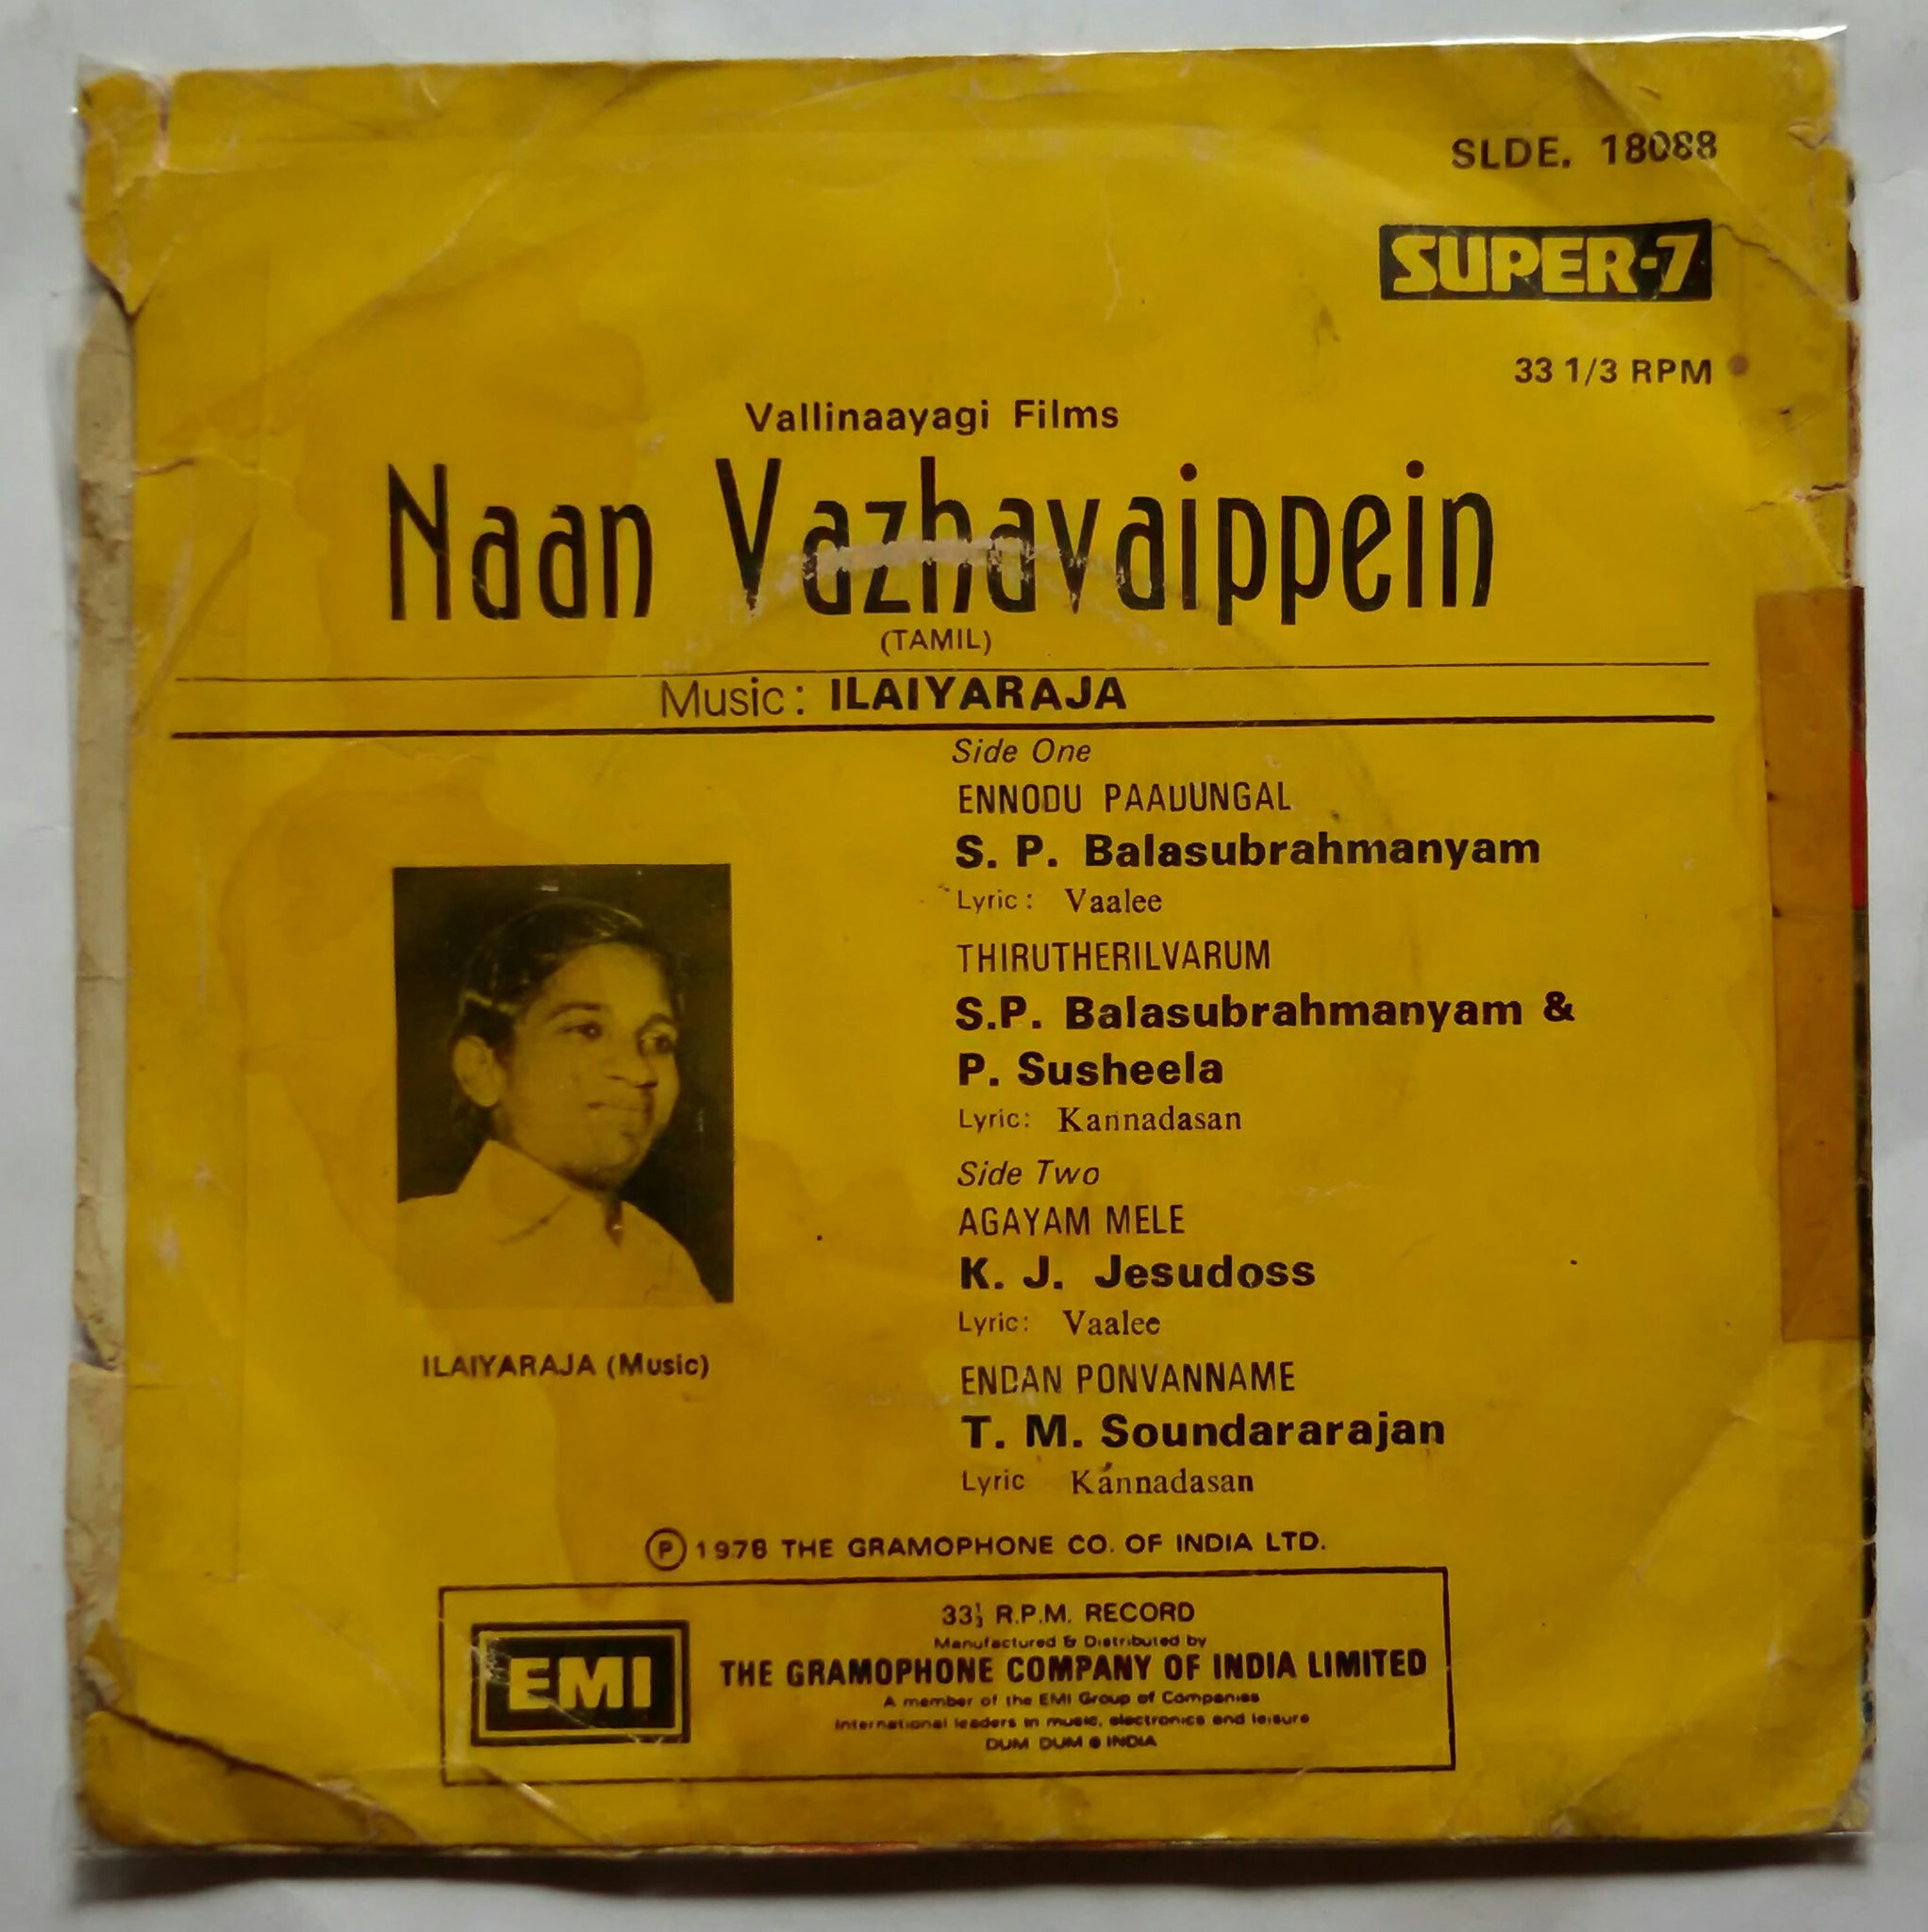 SLDE. 18088
SUPER-7
33 1/3 RPM
Vallinaayagi Films
Naan Vazhavaippein
(TAMIL)
Music: ILAIYARAJA
Side One
ENNODU PAADUNGAL
S. P. Balasubrahmanyam
Lyric: Vaalee
THIRUTHERILVARUM
S.P. Balasubrahmanyam &
P. Susheela
Lyric: Kannadasan
Side Two
AGAYAM MELE
K. J. Jesudoss
Lyric: Vaalee
ENDAN PONVANNAME
T. M. Soundararajan
Lyric Kannadasan
ILAIYARAJA (Music)
Ⓟ 1978 THE GRAMOPHONE CO. OF INDIA LTD.
EMI
33⅓ R.P.M. RECORD
Manufactured & Distributed by
THE GRAMOPHONE COMPANY OF INDIA LIMITED
A member of the EMI Group of Companies
International leaders in music, electronics and leisure
DUM DUM ● INDIA